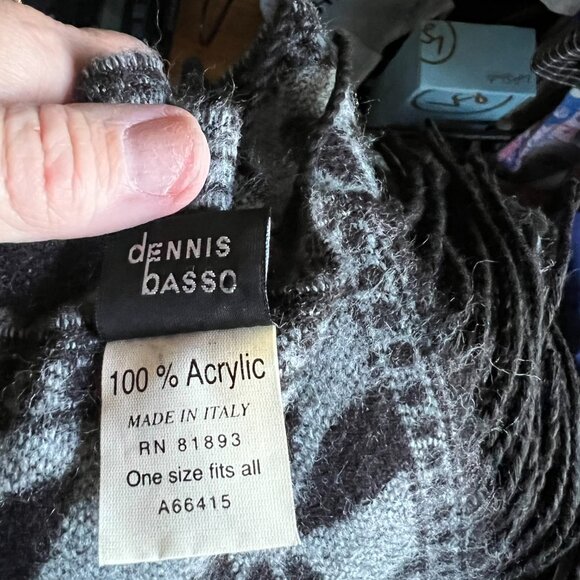 dENNIS
bASSO
100 % Acrylic
MADE IN ITALY
RN 81893
One size fits all
A66415